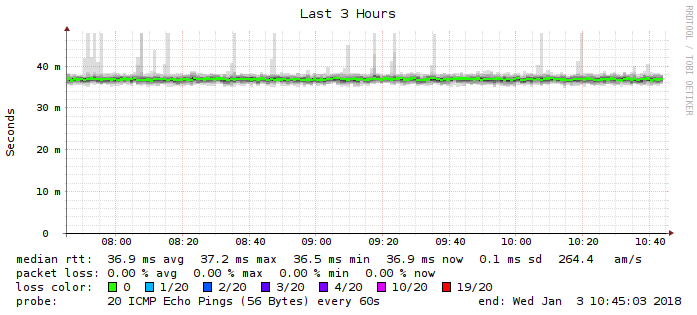 Last 3 Hours
RRDTOOL / TOBI OETIKER
Seconds
40 m
30 m
20 m
10 m
0
08:00 08:20 08:40 09:00 09:20 09:40 10:00 10:20 10:40
median rtt: 36.9 ms avg 37.2 ms max 36.5 ms min 36.9 ms now 0.1 ms sd 264.4 am/s
packet loss: 0.00 % avg 0.00 % max 0.00 % min 0.00 % now
loss color: 0 1/20 2/20 3/20 4/20 10/20 19/20
probe: 20 ICMP Echo Pings (56 Bytes) every 60s end: Wed Jan 3 10:45:03 2018